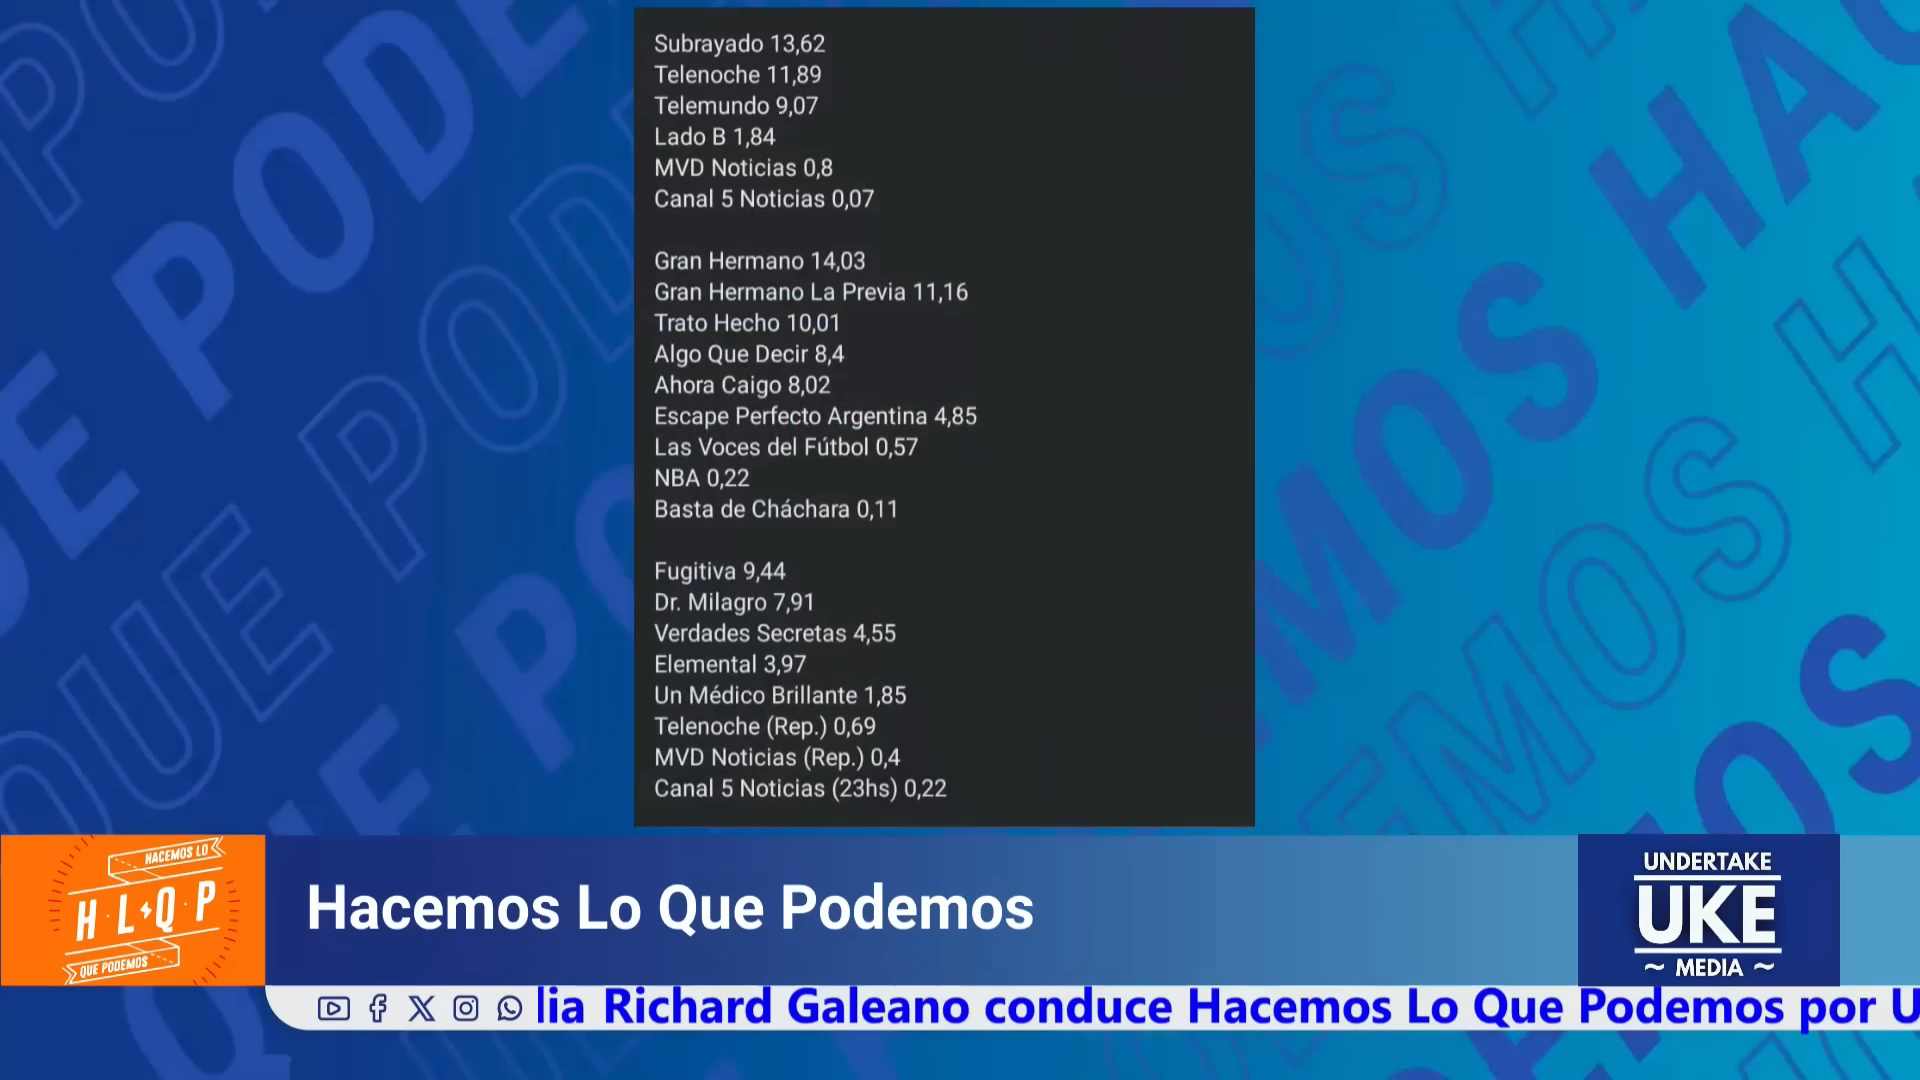 Subrayado 13,62
Telenoche 11,89
Telemundo 9,07
Lado B 1,84
MVD Noticias 0,8
Canal 5 Noticias 0,07
Gran Hermano 14,03
Gran Hermano La Previa 11,16
Trato Hecho 10,01
Algo Que Decir 8,4
Ahora Caigo 8,02
Escape Perfecto Argentina 4,85
Las Voces del Fútbol 0,57
NBA 0,22
Basta de Cháchara 0,11
Fugitiva 9,44
Dr. Milagro 7,91
Verdades Secretas 4,55
Elemental 3,97
Un Médico Brillante 1,85
Telenoche (Rep.) 0,69
MVD Noticias (Rep.) 0,4
Canal 5 Noticias (23hs) 0,22
HACEMOS LO
H L Q P
QUE PODEMOS
Hacemos Lo Que Podemos
UNDERTAKE
UKE
~ MEDIA ~
lia Richard Galeano conduce Hacemos Lo Que Podemos por U